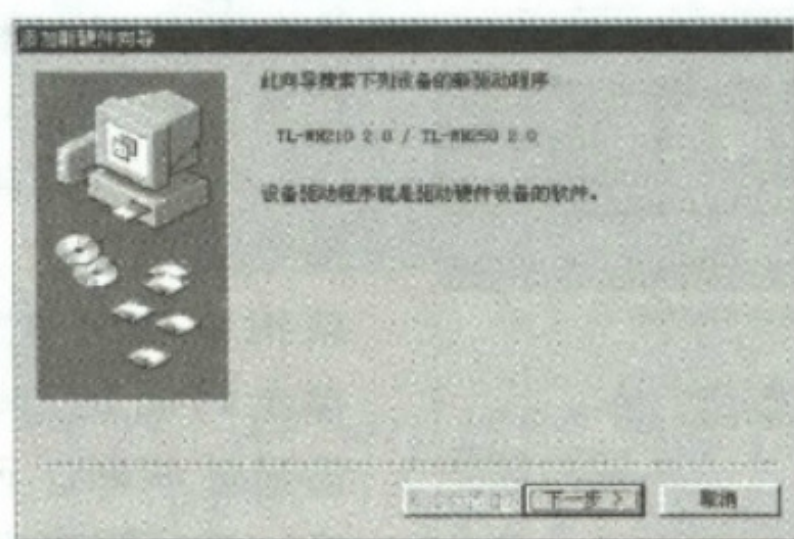 添加新硬件向导
此向导搜索下列设备的新驱动程序
TL-WN210 2.0 / TL-WN250 2.0
设备驱动程序就是驱动硬件设备的软件。
下一步 > 取消